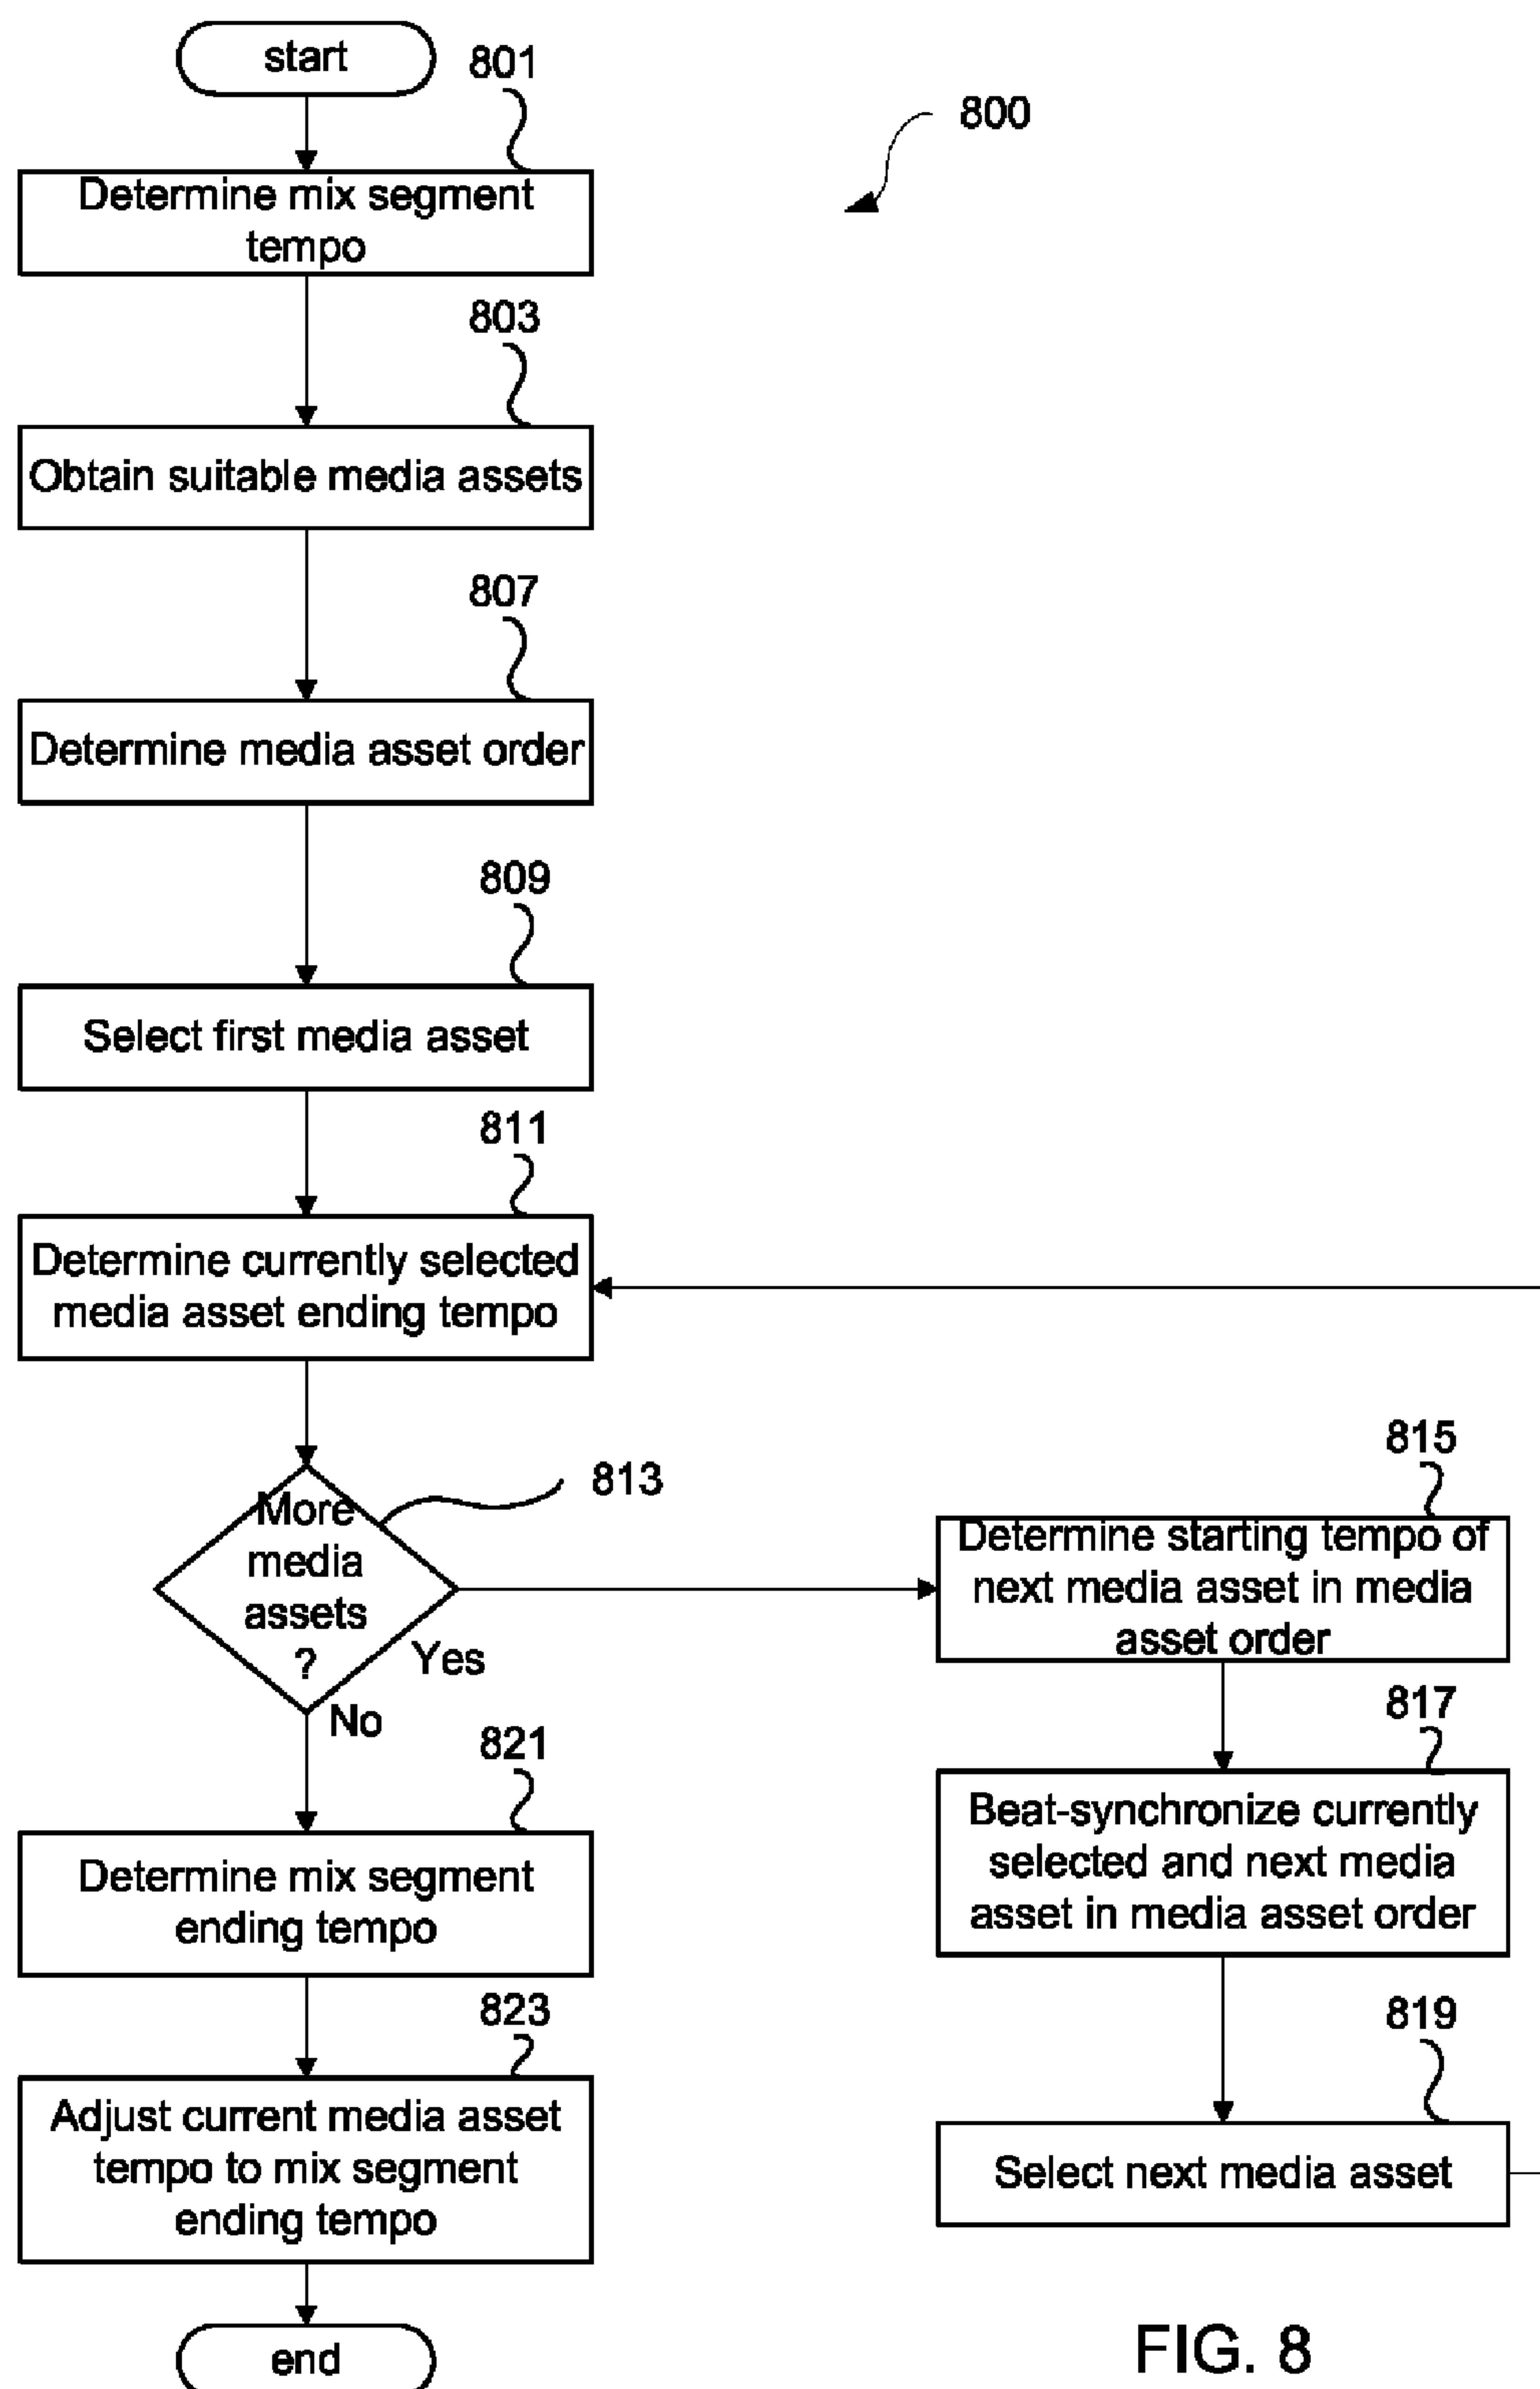 start
801
800
Determine mix segment
tempo
803
Obtain suitable media assets
807
Determine media asset order
809
Select first media asset
811
Determine currently selected
media asset ending tempo
813
More
media
assets
?
Yes
No
815
Determine starting tempo of
next media asset in media
asset order
817
Beat-synchronize currently
selected and next media
asset in media asset order
819
Select next media asset
821
Determine mix segment
ending tempo
823
Adjust current media asset
tempo to mix segment
ending tempo
end
FIG. 8